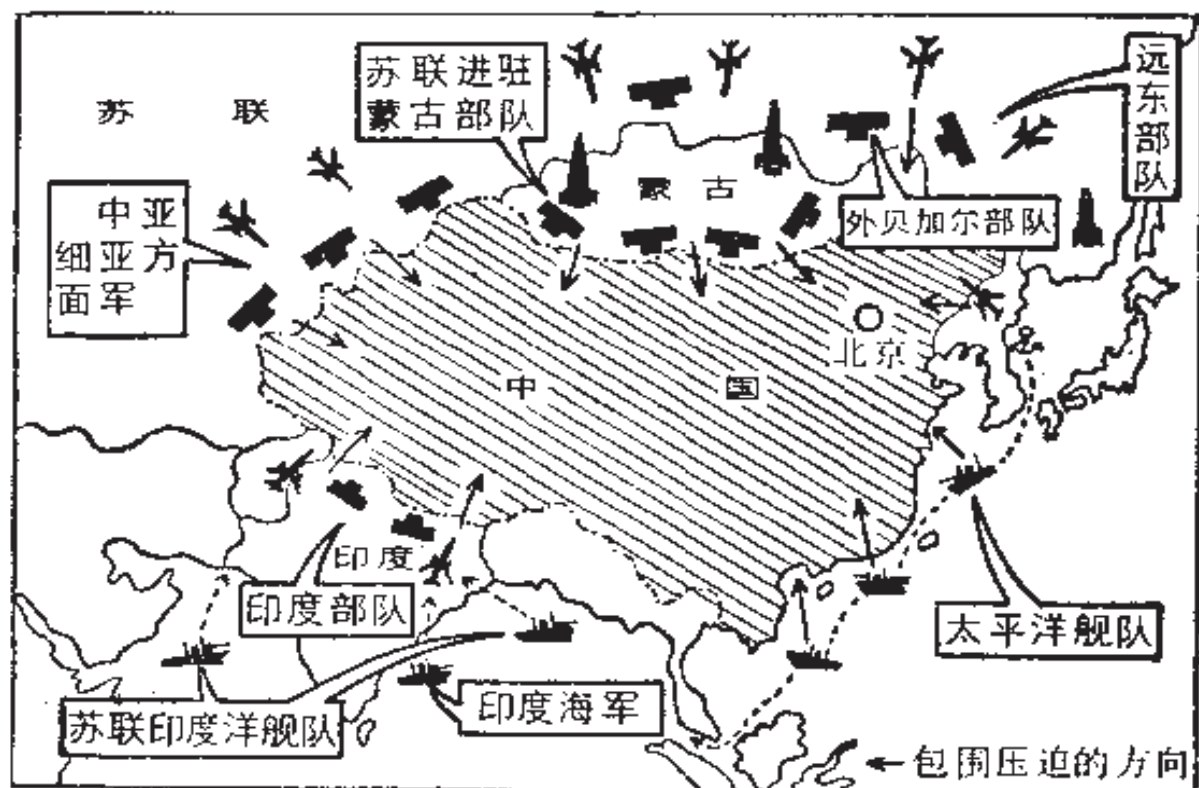 苏联
苏联进驻
蒙古部队
远东部队
蒙古
外贝加尔部队
中亚
细亚方
面军
北京
中国
印度
印度部队
太平洋舰队
苏联印度洋舰队
印度海军
包围压迫的方向